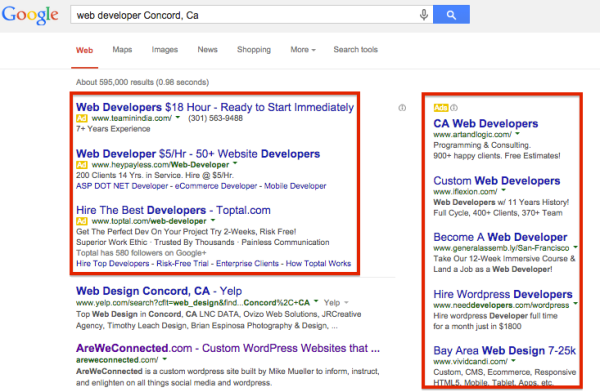 Google
web developer Concord, Ca
Web Maps Images News Shopping More Search tools
About 595,000 results (0.98 seconds)
Web Developers $18 Hour - Ready to Start Immediately
Ad www.teaminindia.com/ (301) 563-9488
7+ Years Experience
Web Developer $5/Hr - 50+ Website Developers
Ad www.heypayless.com/Web-Developer
200 Clients 14 Yrs. in Service. Hire @ $5/Hr.
ASP DOT NET Developer - eCommerce Developer - Mobile Developer
Hire The Best Developers - Toptal.com
Ad www.toptal.com/web-developer
Get The Perfect Dev On Your Project Try 2-Weeks, Risk Free!
Superior Work Ethic · Trusted By Thousands · Painless Communication
Toptal has 580 followers on Google+
Hire Top Developers - Risk-Free Trial - Enterprise Clients - How Toptal Works
Web Design Concord, CA - Yelp
www.yelp.com/search?cflt=web_design&find...Concord%2C+CA Yelp
Top Web Design in Concord, CA LNC DATA, Ovizo Web Solutions, JRCreative
Agency, Timothy Leach Design, Brian Espinosa Photography & Design, ...
AreWeConnected.com - Custom WordPress Websites that ...
areweconnected.com/
AreWeConnected is a custom wordpress site built by Mike Mueller to inform, instruct,
and enlighten on all things social media and wordpress.
Ads
CA Web Developers
www.artandlogic.com/
Programming & Consulting.
900+ happy clients. Free Estimates!
Custom Web Developers
www.iflexion.com/
Web Developers w/ 11 Years History!
Full Cycle, 400+ Clients, 370+ Team
Become A Web Developer
www.generalassemb.ly/San-Francisco
Take Our 12-Week Immersive Course &
Land a Job as a Web Developer!
Hire Wordpress Developers
www.needdevelopers.com/wordpress
Hire wordpress Developer full time
for a month just in $1800
Bay Area Web Design 7-25k
www.vividcandi.com/
Custom, CMS, Ecommerce, Responsive
HTML5, Mobile, Tablet, Apps, etc.